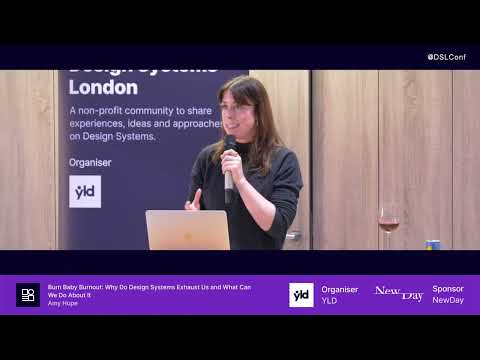 @DSLConf
Design Systems
London
A non-profit community to share
experiences, ideas and approaches
on Design Systems.
Organiser
yld
Burn Baby Burnout: Why Do Design Systems Exhaust Us and What Can
We Do About It
Amy Hope
yld
Organiser
YLD
NewDay
Sponsor
NewDay